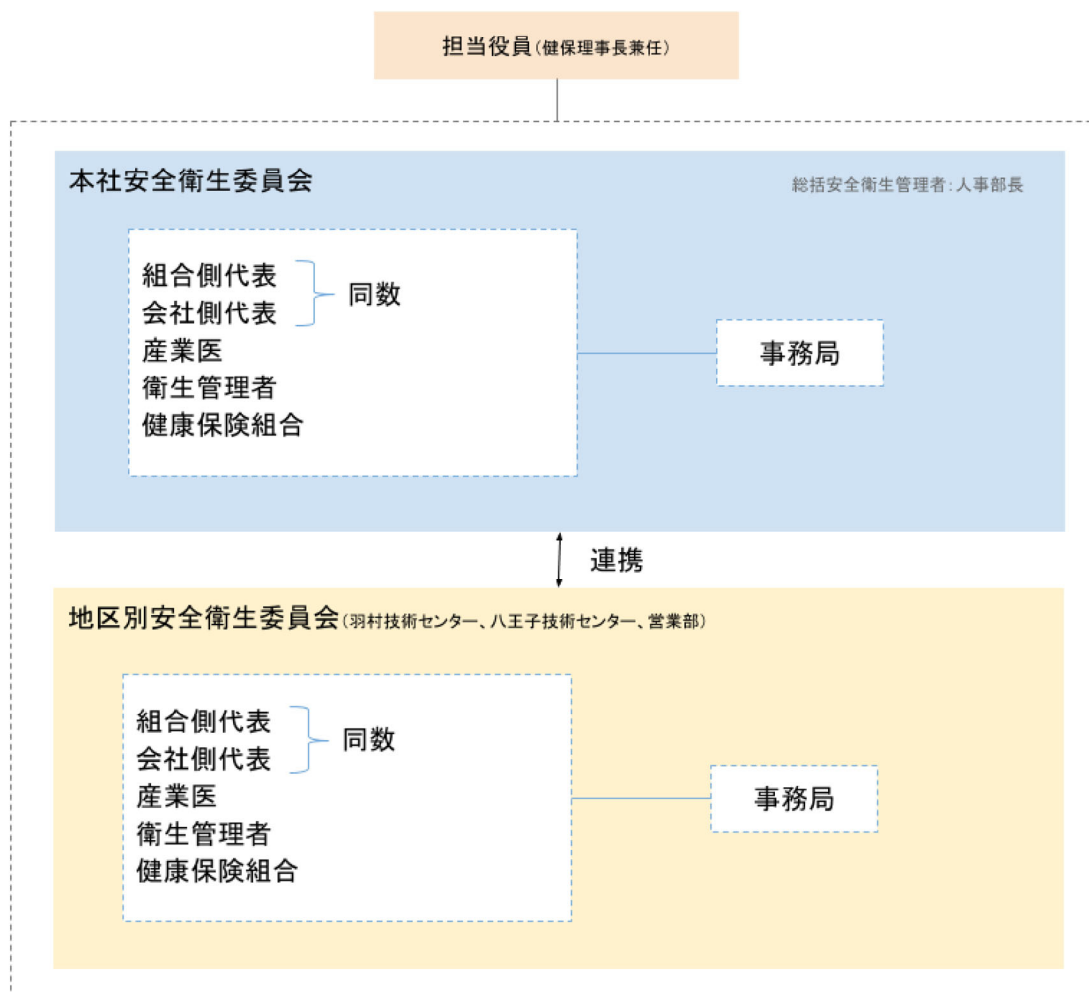 担当役員(健保理事長兼任)
本社安全衛生委員会
総括安全衛生管理者:人事部長
組合側代表
会社側代表
同数
産業医
衛生管理者
健康保険組合
事務局
連携
地区別安全衛生委員会(羽村技術センター、八王子技術センター、営業部)
組合側代表
会社側代表
同数
産業医
衛生管理者
健康保険組合
事務局